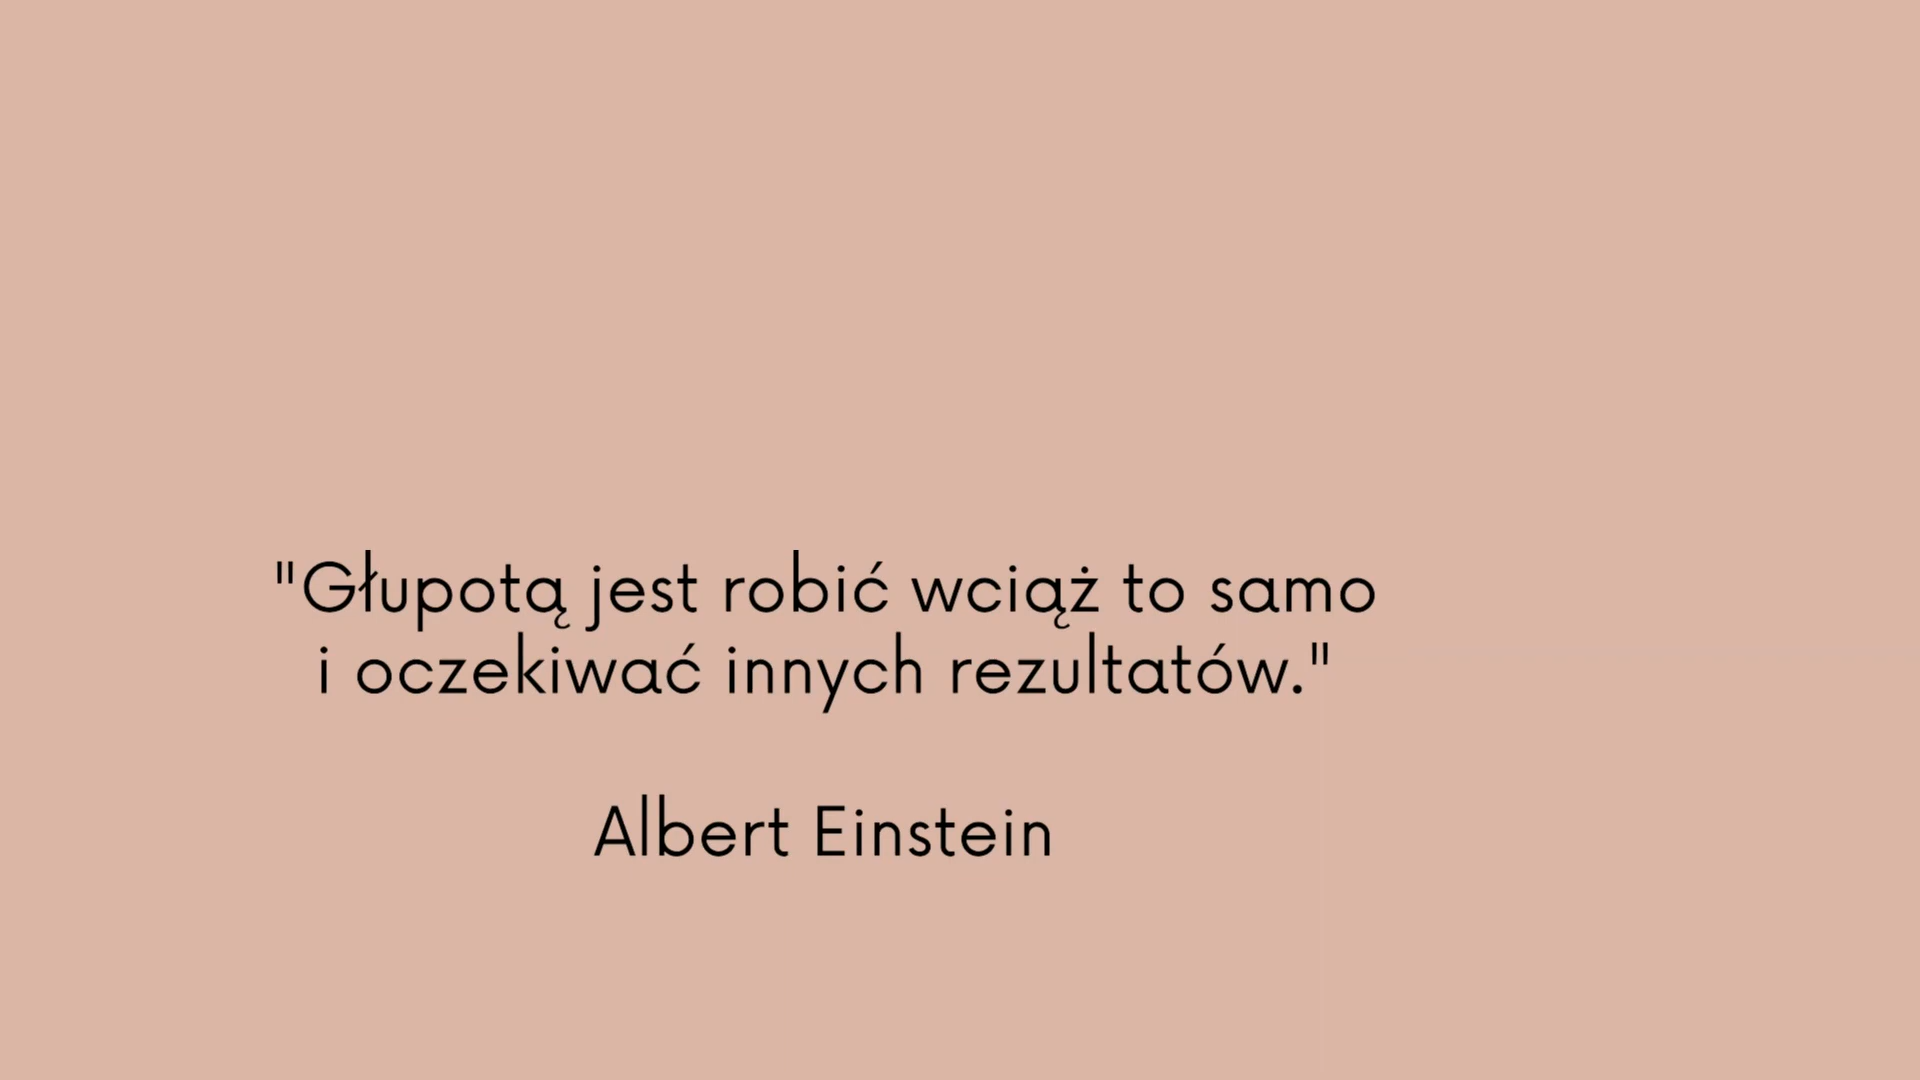 "Głupotą jest robić wciąż to samo
i oczekiwać innych rezultatów."
Albert Einstein